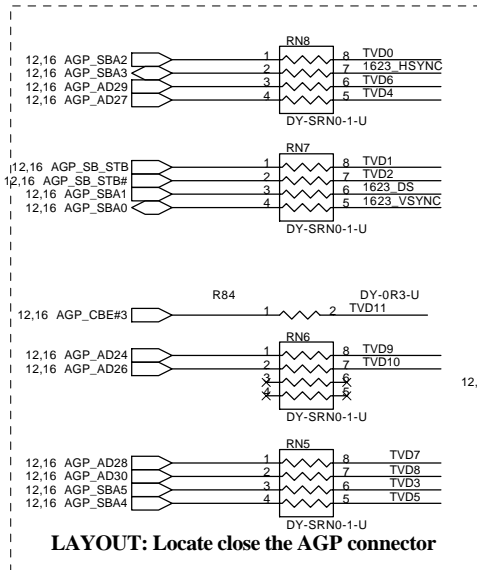 RN8
12,16 AGP_SBA2 1 8 TVD0
12,16 AGP_SBA3 2 7 1623_HSYNC
12,16 AGP_AD29 3 6 TVD6
12,16 AGP_AD27 4 5 TVD4
DY-SRN0-1-U
RN7
12,16 AGP_SB_STB 1 8 TVD1
12,16 AGP_SB_STB# 2 7 TVD2
12,16 AGP_SBA1 3 6 1623_DS
12,16 AGP_SBA0 4 5 1623_VSYNC
DY-SRN0-1-U
R84 DY-0R3-U
12,16 AGP_CBE#3 1 2 TVD11
RN6
12,16 AGP_AD24 1 8 TVD9
12,16 AGP_AD26 2 7 TVD10
3 6
4 5
12,
DY-SRN0-1-U
RN5
12,16 AGP_AD28 1 8 TVD7
12,16 AGP_AD30 2 7 TVD8
12,16 AGP_SBA5 3 6 TVD3
12,16 AGP_SBA4 4 5 TVD5
DY-SRN0-1-U
LAYOUT: Locate close the AGP connector